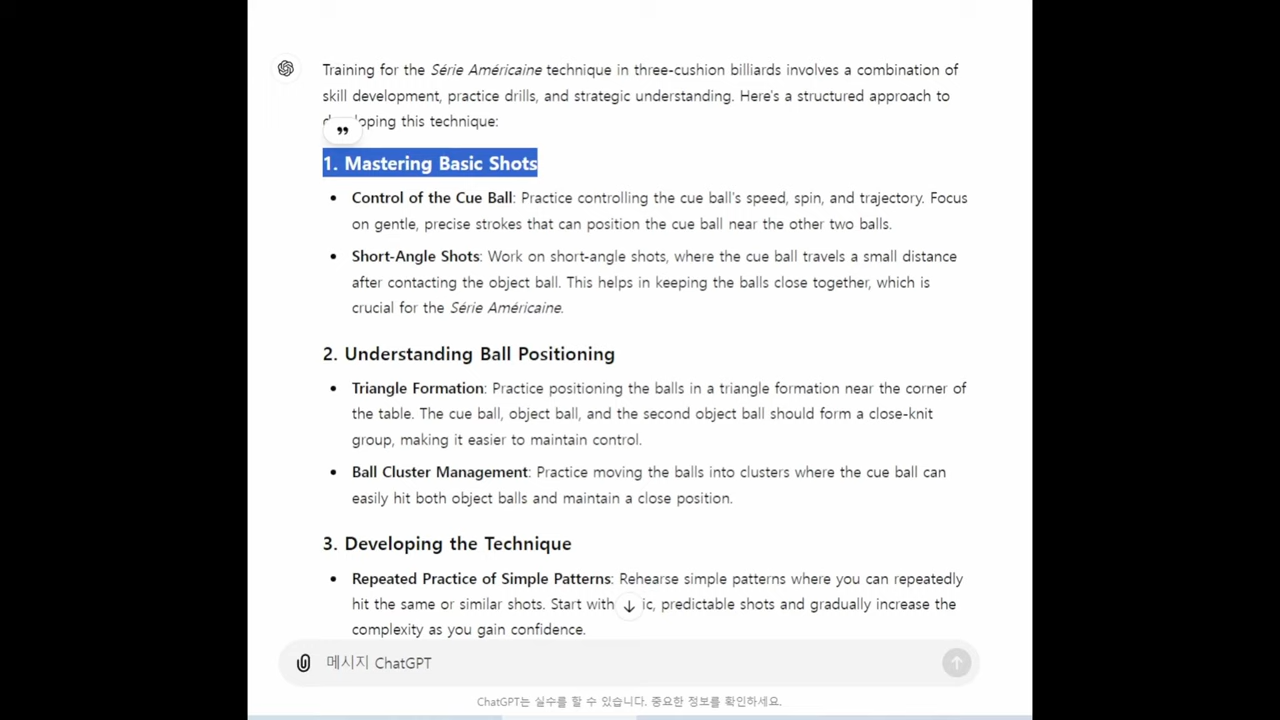 Training for the Série Américaine technique in three-cushion billiards involves a combination of
skill development, practice drills, and strategic understanding. Here's a structured approach to
this technique:
1. Mastering Basic Shots
Control of the Cue Ball: Practice controlling the cue ball's speed, spin, and trajectory. Focus
on gentle, precise strokes that can position the cue ball near the other two balls.
Short-Angle Shots: Work on short-angle shots, where the cue ball travels a small distance
after contacting the object ball. This helps in keeping the balls close together, which is
crucial for the Série Américaine.
2. Understanding Ball Positioning
Triangle Formation: Practice positioning the balls in a triangle formation near the corner of
the table. The cue ball, object ball, and the second object ball should form a close-knit
group, making it easier to maintain control.
Ball Cluster Management: Practice moving the balls into clusters where the cue ball can
easily hit both object balls and maintain a close position.
3. Developing the Technique
Repeated Practice of Simple Patterns: Rehearse simple patterns where you can repeatedly
hit the same or similar shots. Start with predictable shots and gradually increase the
complexity as you gain confidence.
메시지 ChatGPT
ChatGPT는 실수를 할 수 있습니다. 중요한 정보를 확인하세요.